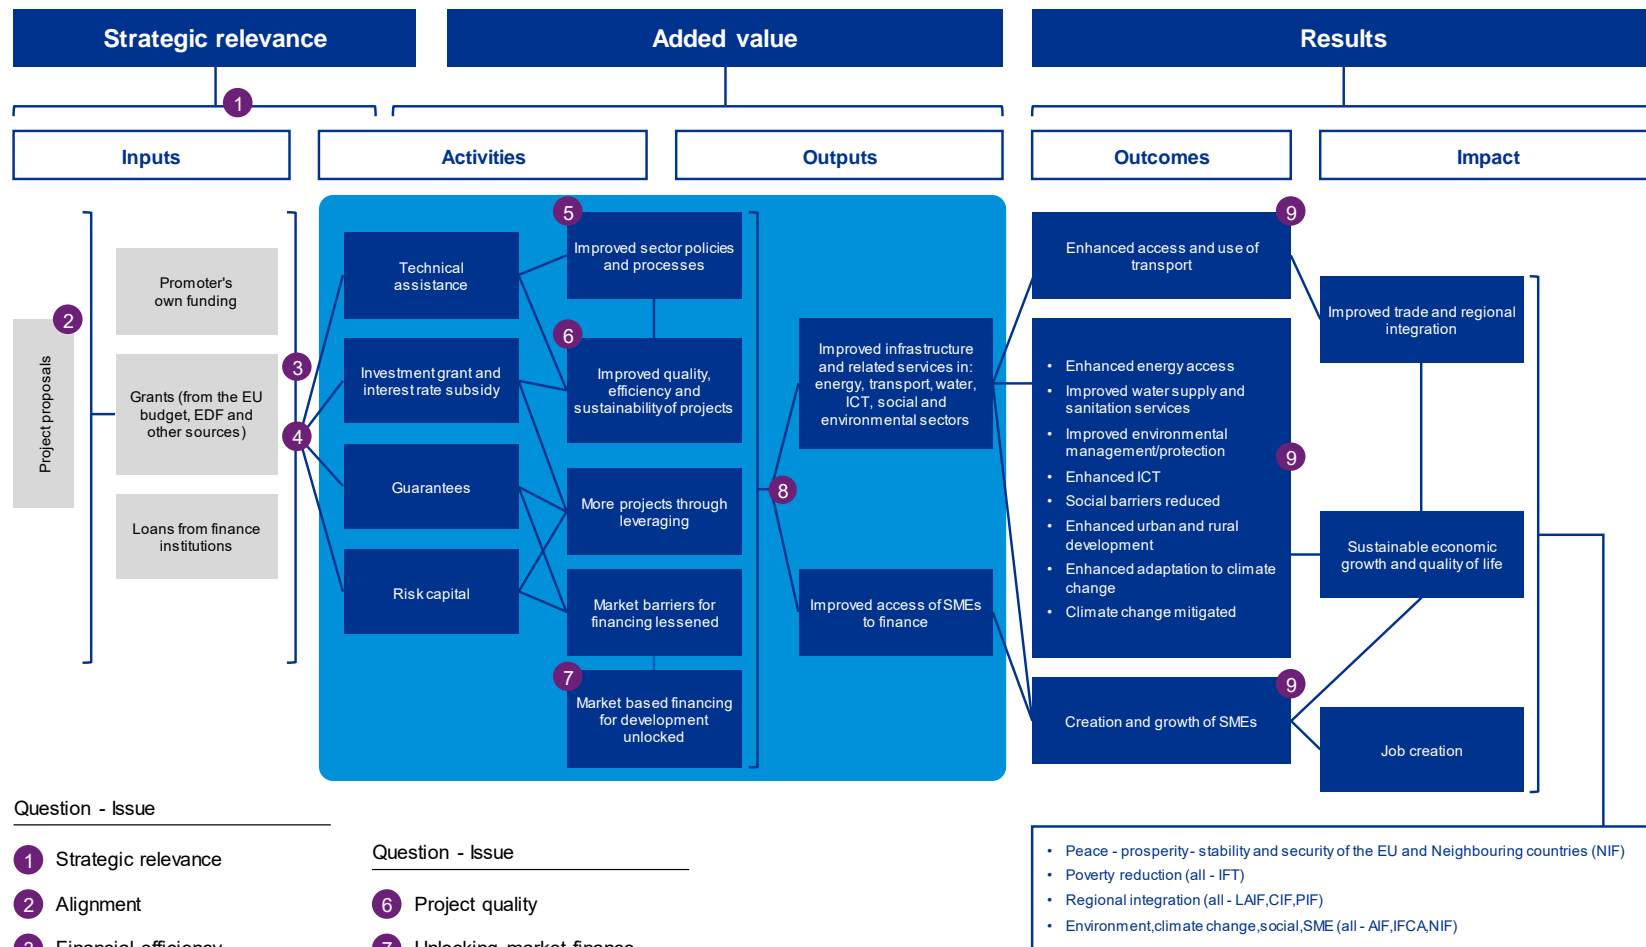 Strategic relevance
Added value
Results
1
Inputs
Activities
Outputs
Outcomes
Impact
Project proposals
2
Promoter's
own funding
Grants (from the EU
budget, EDF and
other sources)
Loans from finance
institutions
3
4
Technical
assistance
Investment grant and
interest rate subsidy
Guarantees
Risk capital
5
Improved sector policies
and processes
6
Improved quality,
efficiency and
sustainability of projects
More projects through
leveraging
Market barriers for
financing lessened
7
Market based financing
for development
unlocked
8
Improved infrastructure
and related services in:
energy, transport, water,
ICT, social and
environmental sectors
Improved access of SMEs
to finance
9
Enhanced access and use of
transport
9
• Enhanced energy access
• Improved water supply and
sanitation services
• Improved environmental
management/protection
• Enhanced ICT
• Social barriers reduced
• Enhanced urban and rural
development
• Enhanced adaptation to climate
change
• Climate change mitigated
9
Creation and growth of SMEs
Improved trade and regional
integration
Sustainable economic
growth and quality of life
Job creation
Question - Issue
1 Strategic relevance
2 Alignment
3 Financial efficiency
Question - Issue
6 Project quality
7 Unlocking market finance
• Peace - prosperity - stability and security of the EU and Neighbouring countries (NIF)
• Poverty reduction (all - IFT)
• Regional integration (all - LAIF,CIF,PIF)
• Environment,climate change,social,SME (all - AIF,IFCA,NIF)